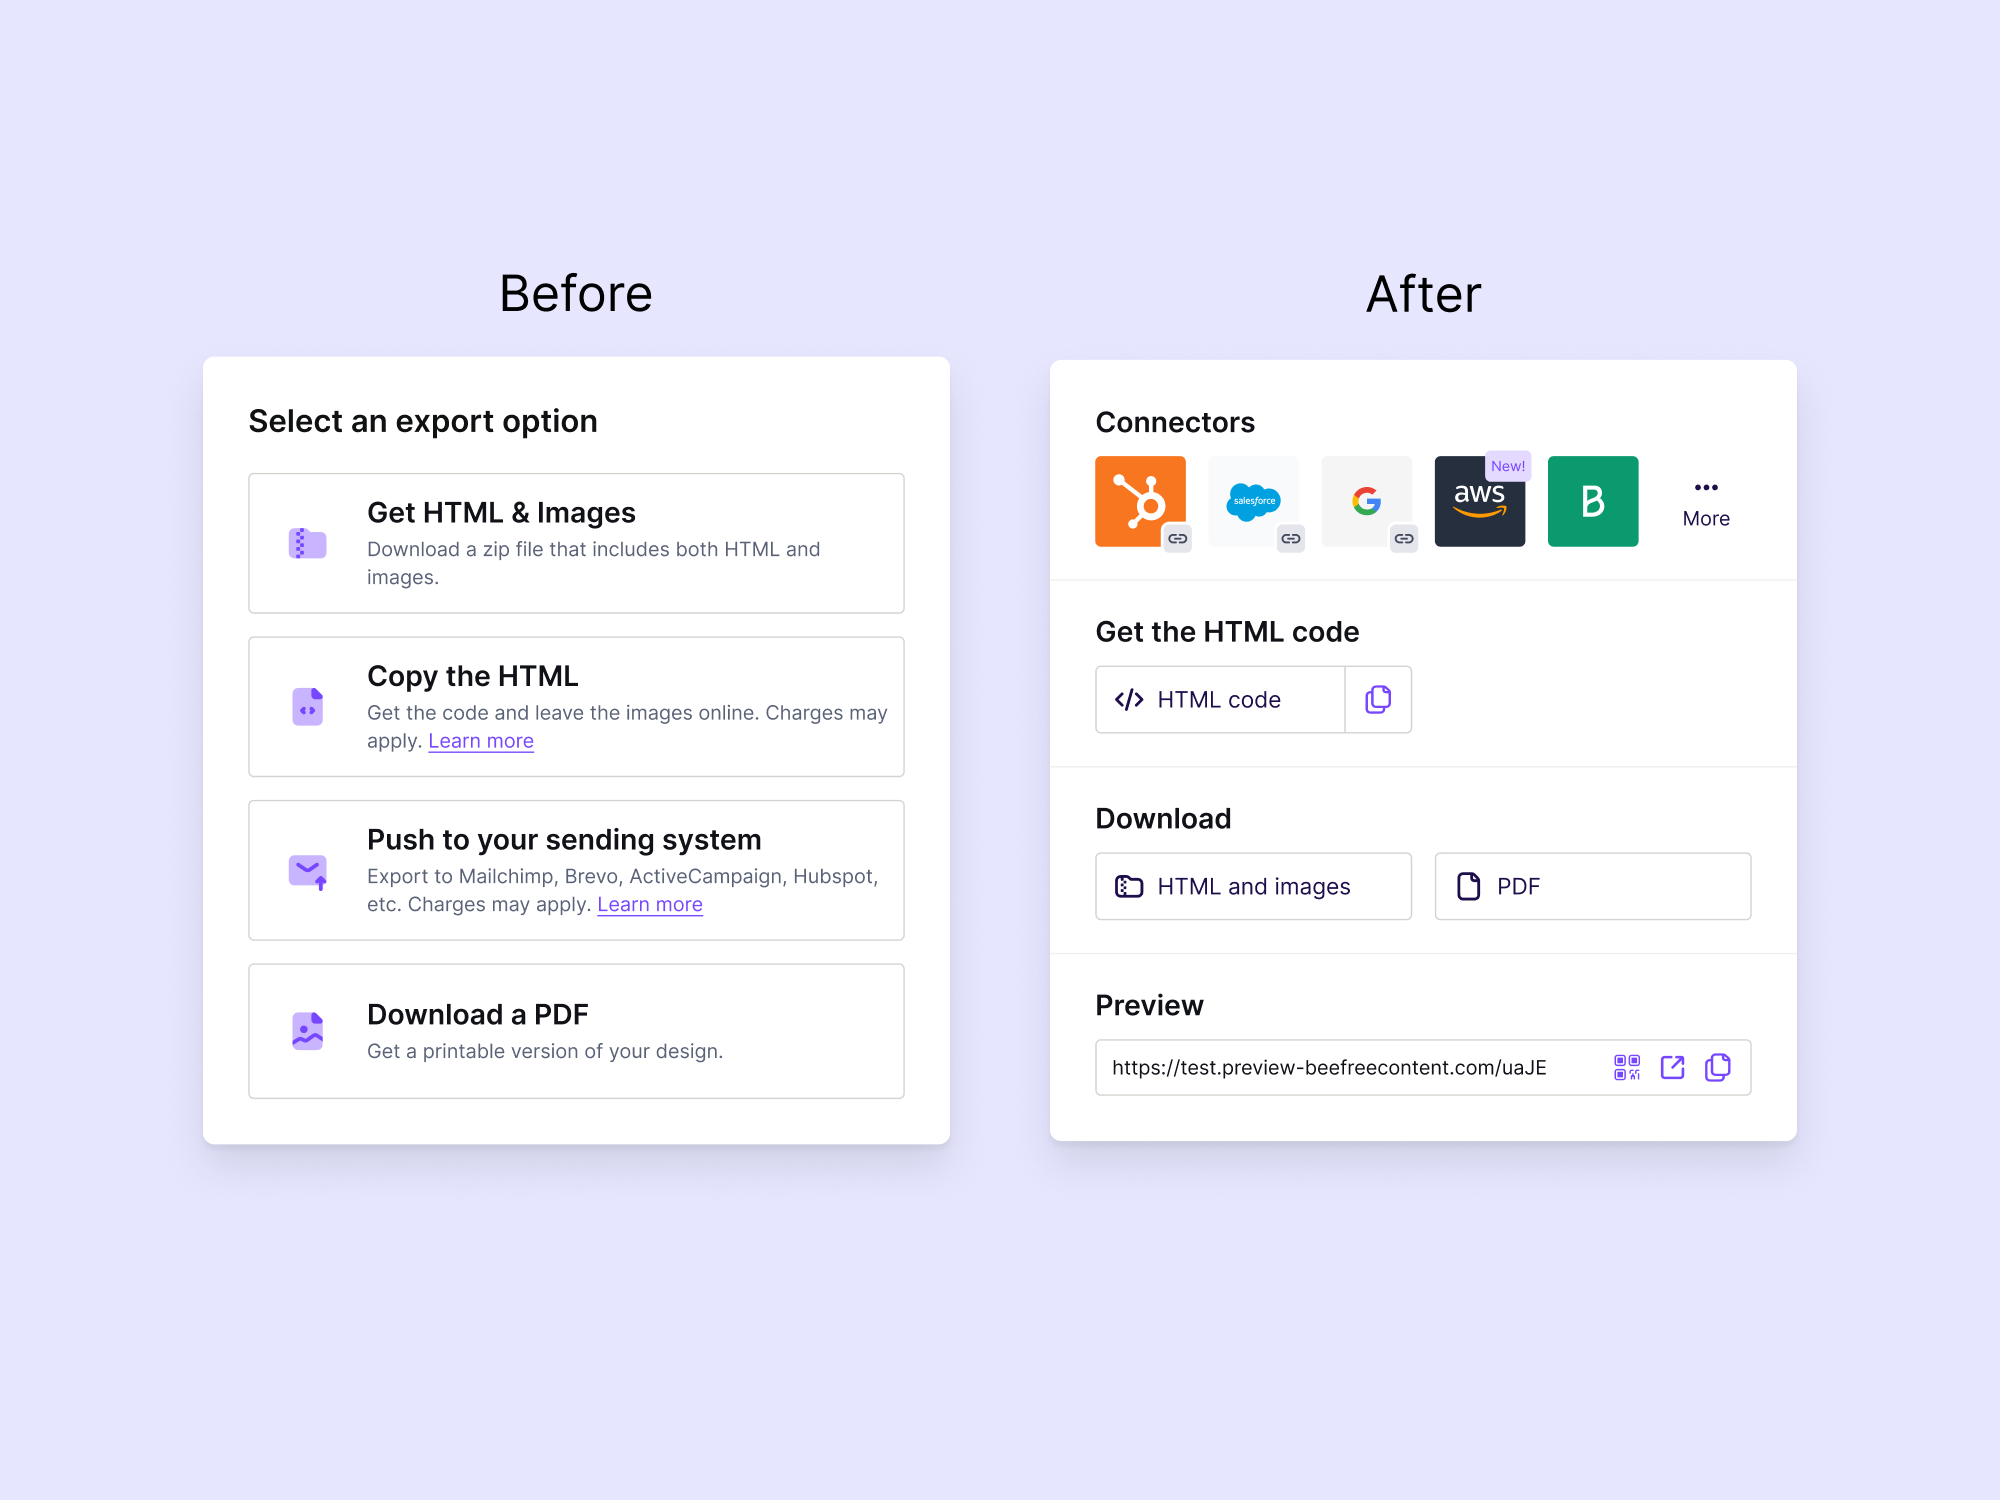 Before
Select an export option
Get HTML & Images
Download a zip file that includes both HTML and
images.
Copy the HTML
Get the code and leave the images online. Charges may
apply. Learn more
Push to your sending system
Export to Mailchimp, Brevo, ActiveCampaign, Hubspot,
etc. Charges may apply. Learn more
Download a PDF
Get a printable version of your design.
After
Connectors
salesforce
aws
New!
B
More
Get the HTML code
HTML code
Download
HTML and images
PDF
Preview
https://test.preview-beefreecontent.com/uaJE